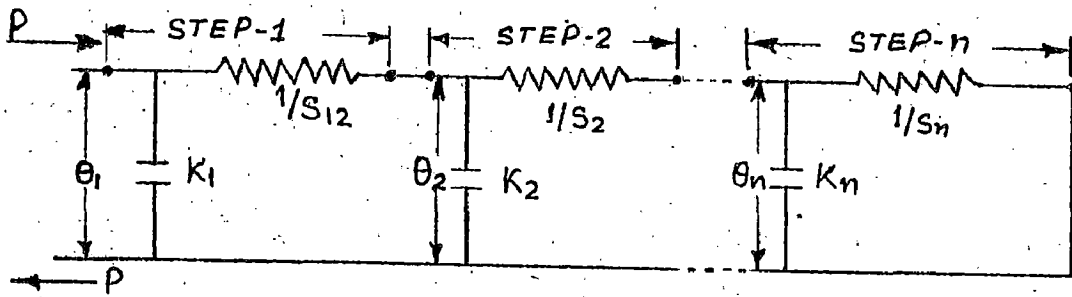 P STEP-1 STEP-2 STEP-n
1/S12 1/S2 1/Sn
θ1 K1 θ2 K2 θn Kn
P